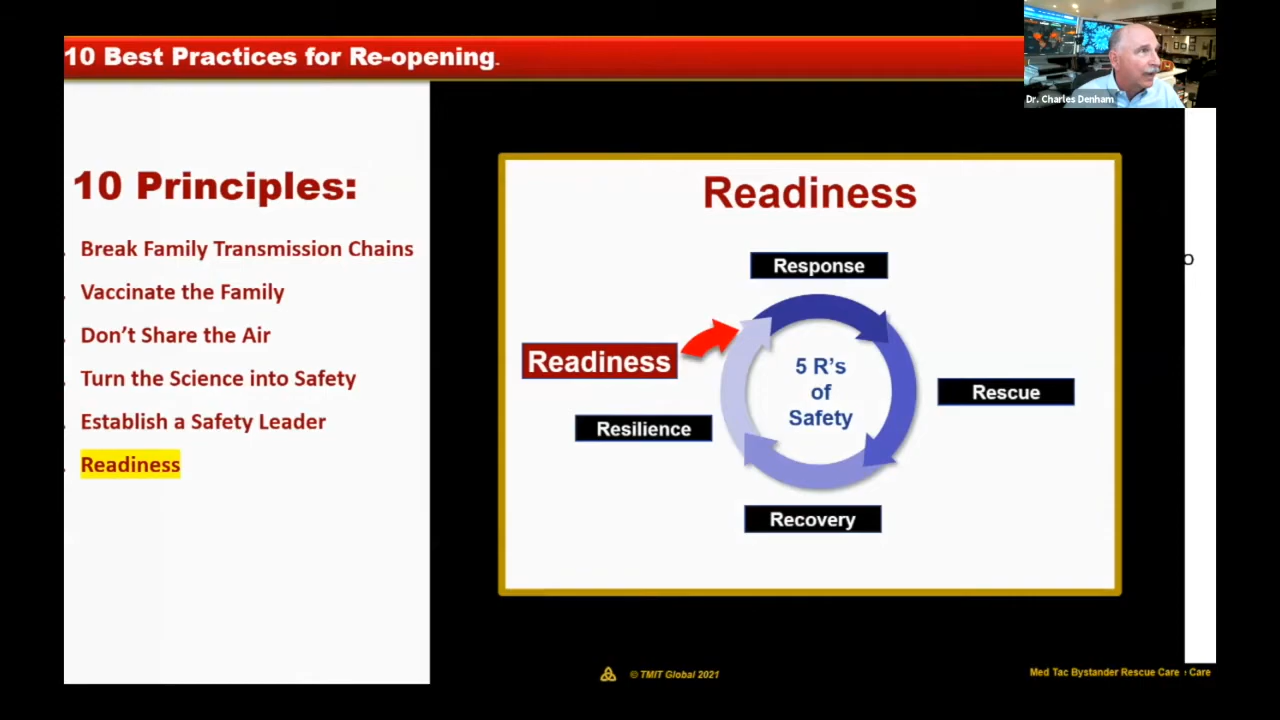 10 Best Practices for Re-opening.
Dr. Charles Denham
10 Principles:
. Break Family Transmission Chains
. Vaccinate the Family
. Don't Share the Air
. Turn the Science into Safety
. Establish a Safety Leader
. Readiness
Readiness
Response
Readiness
5 R's
of
Safety
Rescue
Resilience
Recovery
o
© TMIT Global 2021
Med Tac Bystander Rescue Care
Care